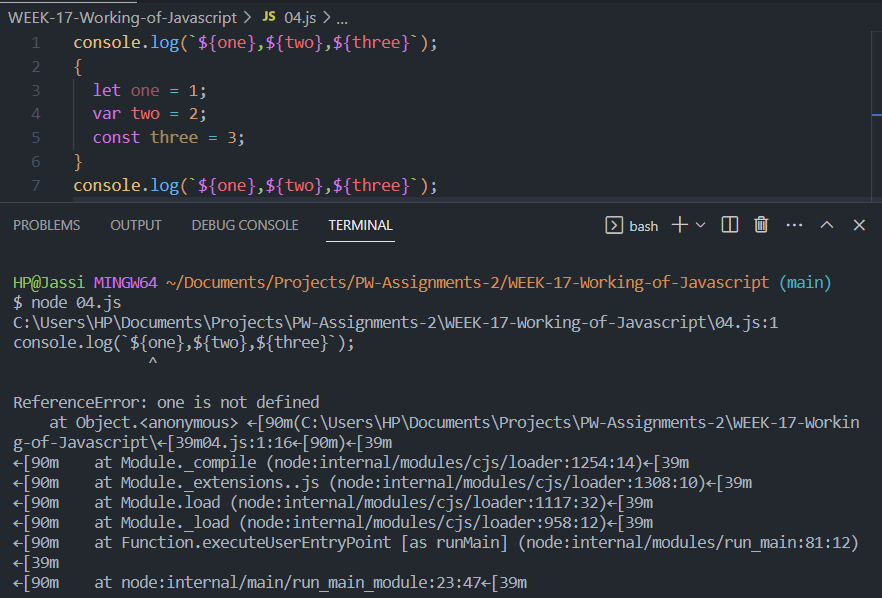 WEEK-17-Working-of-Javascript > JS 04.js > ...
1 console.log(`${one},${two},${three}`);
2 {
3 let one = 1;
4 var two = 2;
5 const three = 3;
6 }
7 console.log(`${one},${two},${three}`);
PROBLEMS OUTPUT DEBUG CONSOLE TERMINAL bash
HP@Jassi MINGW64 ~/Documents/Projects/PW-Assignments-2/WEEK-17-Working-of-Javascript (main)
$ node 04.js
C:\Users\HP\Documents\Projects\PW-Assignments-2\WEEK-17-Working-of-Javascript\04.js:1
console.log(`${one},${two},${three}`);
^
ReferenceError: one is not defined
at Object.<anonymous> ←[90m(C:\Users\HP\Documents\Projects\PW-Assignments-2\WEEK-17-Workin
g-of-Javascript\←[39m04.js:1:16←[90m)←[39m
←[90m    at Module._compile (node:internal/modules/cjs/loader:1254:14)←[39m
←[90m    at Module._extensions..js (node:internal/modules/cjs/loader:1308:10)←[39m
←[90m    at Module.load (node:internal/modules/cjs/loader:1117:32)←[39m
←[90m    at Module._load (node:internal/modules/cjs/loader:958:12)←[39m
←[90m    at Function.executeUserEntryPoint [as runMain] (node:internal/modules/run_main:81:12)
←[39m
←[90m    at node:internal/main/run_main_module:23:47←[39m